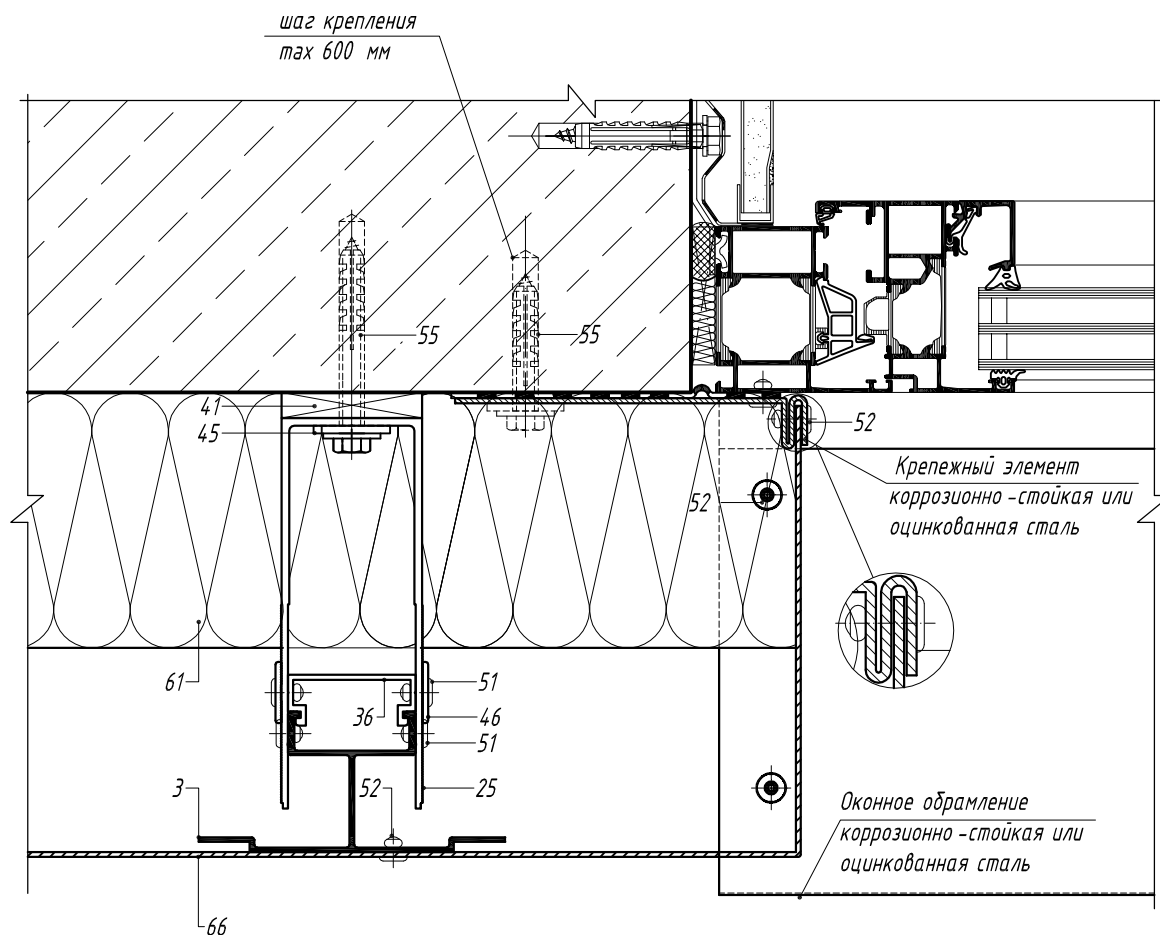 шаг крепления
max 600 мм
55
55
41
45
52
Крепежный элемент
коррозионно -стойкая или
оцинкованная сталь
52
61
51
36
46
51
3
52
25
Оконное обрамление
коррозионно -стойкая или
оцинкованная сталь
66